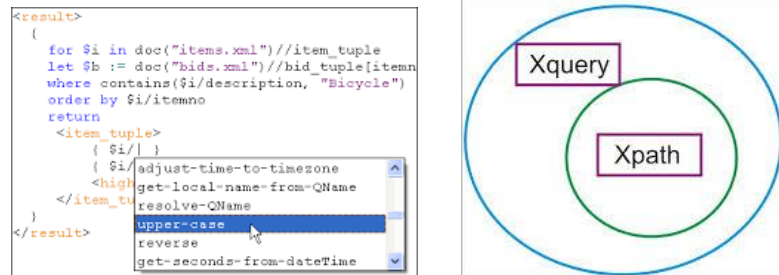 <result>
{
for $i in doc("items.xml")//item_tuple
let $b := doc("bids.xml")//bid_tuple[itemn
where contains($i/description, "Bicycle")
order by $i/itemno
return
<item_tuple>
{ $i/ }
{ $i/
<high
</item_tu
}
</result>
adjust-time-to-timezone
get-local-name-from-QName
resolve-QName
upper-case
reverse
get-seconds-from-dateTime
Xquery
Xpath